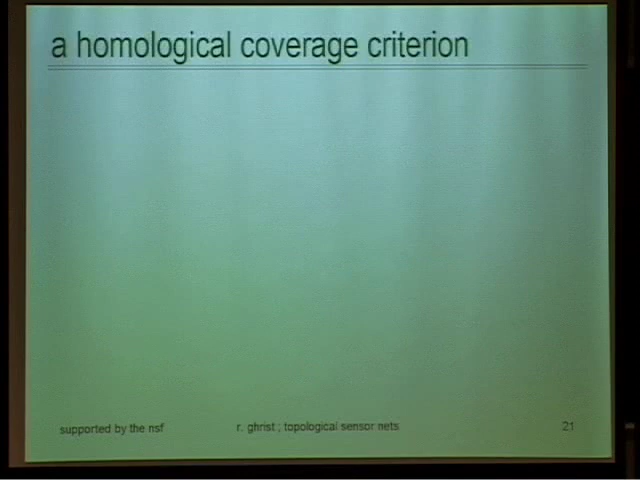 a homological coverage criterion
supported by the nsf
r. ghrist ; topological sensor nets
21